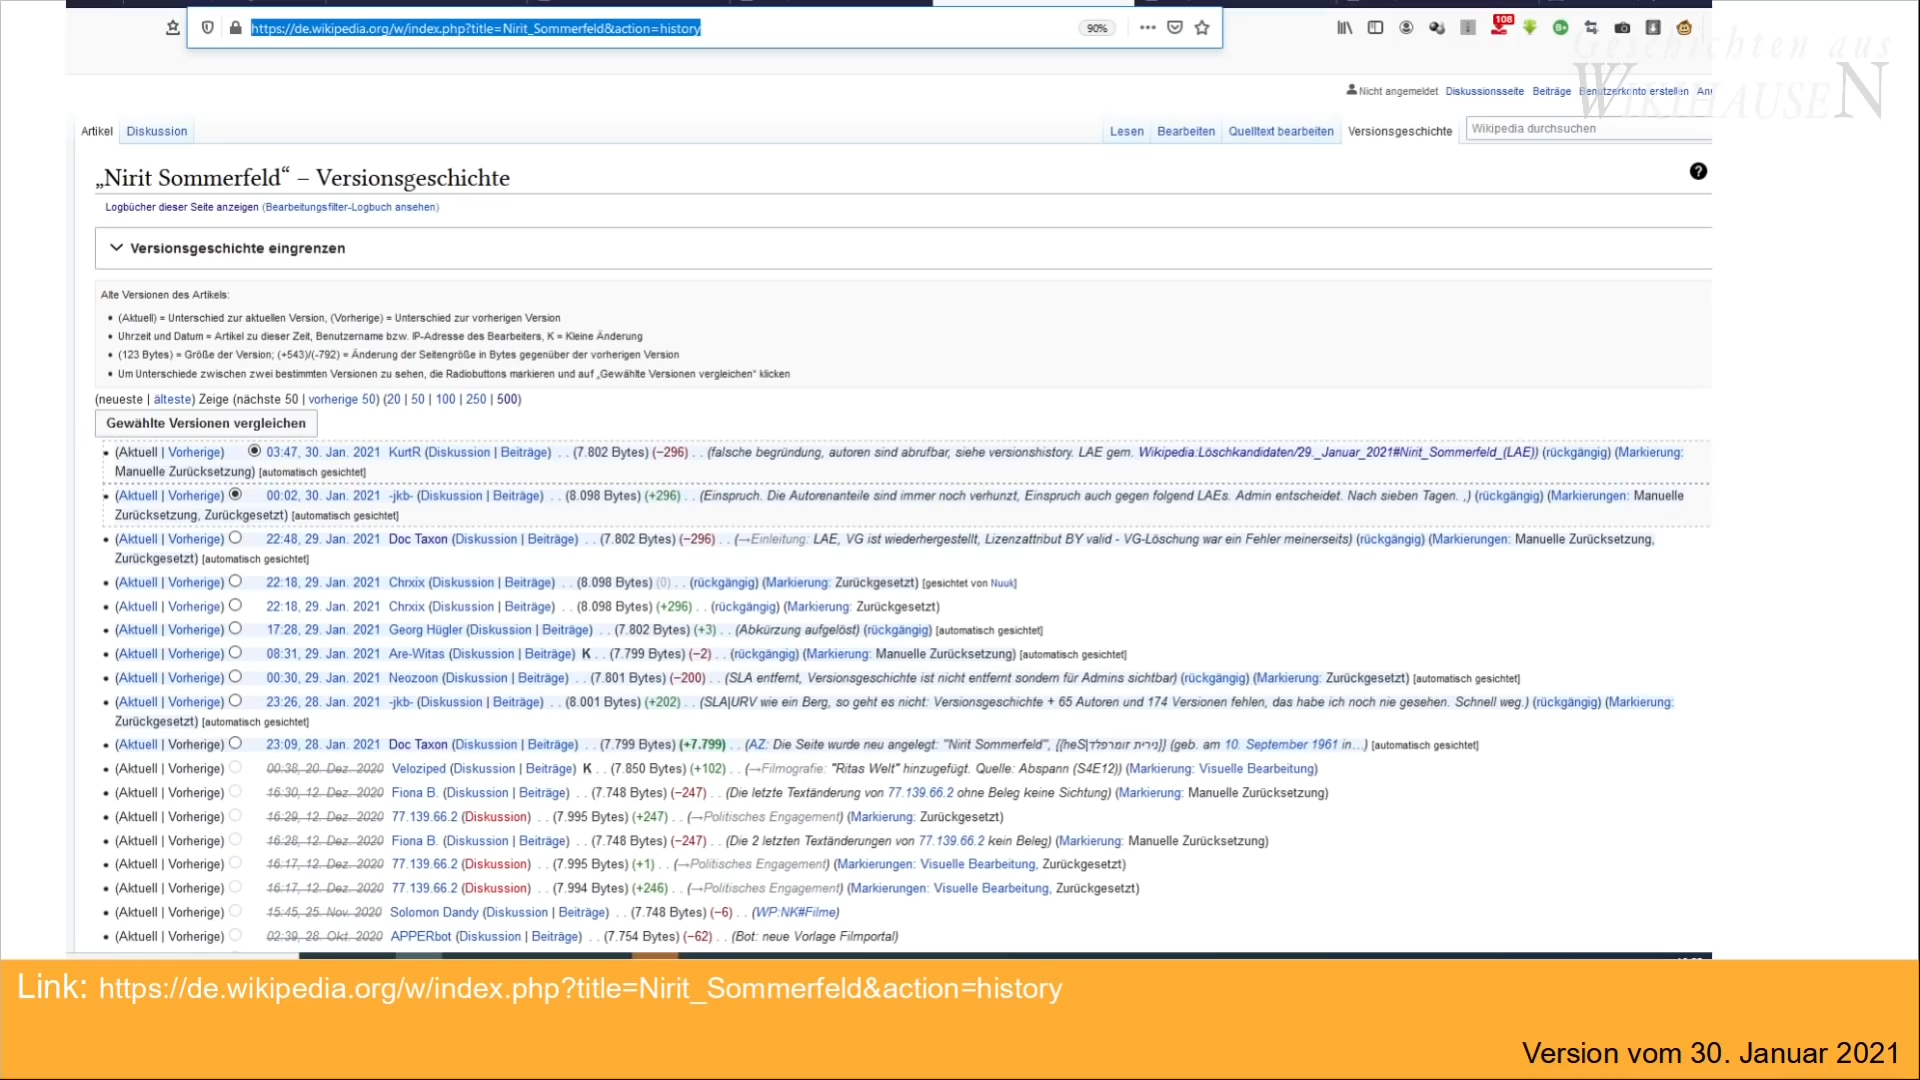 https://de.wikipedia.org/w/index.php?title=Nirit_Sommerfeld&action=history
90%
108
Geschichten aus
WIKIHAUSEN
Nicht angemeldet Diskussionsseite Beiträge Benutzerkonto erstellen
Artikel Diskussion Lesen Bearbeiten Quelltext bearbeiten Versionsgeschichte Wikipedia durchsuchen
„Nirit Sommerfeld“ – Versionsgeschichte
Logbücher dieser Seite anzeigen (Bearbeitungsfilter-Logbuch ansehen)
Versionsgeschichte eingrenzen
Alte Versionen des Artikels:
• (Aktuell) = Unterschied zur aktuellen Version, (Vorherige) = Unterschied zur vorherigen Version
• Uhrzeit und Datum = Artikel zu dieser Zeit, Benutzername bzw. IP-Adresse des Bearbeiters, K = Kleine Änderung
• (123 Bytes) = Größe der Version; (+543)/(-792) = Änderung der Seitengröße in Bytes gegenüber der vorherigen Version
• Um Unterschiede zwischen zwei bestimmten Versionen zu sehen, die Radiobuttons markieren und auf „Gewählte Versionen vergleichen“ klicken
(neueste | älteste) Zeige (nächste 50 | vorherige 50) (20 | 50 | 100 | 250 | 500)
Gewählte Versionen vergleichen
• (Aktuell | Vorherige) 03:47, 30. Jan. 2021 KurtR (Diskussion | Beiträge) . . (7.802 Bytes) (−296) . . (falsche begründung, autoren sind abrufbar, siehe versionshistory. LAE gem. Wikipedia:Löschkandidaten/29._Januar_2021#Nirit_Sommerfeld_(LAE)) (rückgängig) (Markierung:
Manuelle Zurücksetzung) [automatisch gesichtet]
• (Aktuell | Vorherige) 00:02, 30. Jan. 2021 -jkb- (Diskussion | Beiträge) . . (8.098 Bytes) (+296) . . (Einspruch. Die Autorenanteile sind immer noch verhunzt, Einspruch auch gegen folgend LAEs. Admin entscheidet. Nach sieben Tagen. ,) (rückgängig) (Markierungen: Manuelle
Zurücksetzung, Zurückgesetzt) [automatisch gesichtet]
• (Aktuell | Vorherige) 22:48, 29. Jan. 2021 Doc Taxon (Diskussion | Beiträge) . . (7.802 Bytes) (−296) . . (→Einleitung: LAE, VG ist wiederhergestellt, Lizenzattribut BY valid - VG-Löschung war ein Fehler meinerseits) (rückgängig) (Markierungen: Manuelle Zurücksetzung,
Zurückgesetzt) [automatisch gesichtet]
• (Aktuell | Vorherige) 22:18, 29. Jan. 2021 Chrxix (Diskussion | Beiträge) . . (8.098 Bytes) (0) . . (rückgängig) (Markierung: Zurückgesetzt) [gesichtet von Nuuk]
• (Aktuell | Vorherige) 22:18, 29. Jan. 2021 Chrxix (Diskussion | Beiträge) . . (8.098 Bytes) (+296) . . (rückgängig) (Markierung: Zurückgesetzt)
• (Aktuell | Vorherige) 17:28, 29. Jan. 2021 Georg Hügler (Diskussion | Beiträge) . . (7.802 Bytes) (+3) . . (Abkürzung aufgelöst) (rückgängig) [automatisch gesichtet]
• (Aktuell | Vorherige) 08:31, 29. Jan. 2021 Are-Witas (Diskussion | Beiträge) K . . (7.799 Bytes) (−2) . . (rückgängig) (Markierung: Manuelle Zurücksetzung) [automatisch gesichtet]
• (Aktuell | Vorherige) 00:30, 29. Jan. 2021 Neozoon (Diskussion | Beiträge) . . (7.801 Bytes) (−200) . . (SLA entfernt, Versionsgeschichte ist nicht entfernt sondern für Admins sichtbar) (rückgängig) (Markierung: Zurückgesetzt) [automatisch gesichtet]
• (Aktuell | Vorherige) 23:26, 28. Jan. 2021 -jkb- (Diskussion | Beiträge) . . (8.001 Bytes) (+202) . . (SLA|URV wie ein Berg, so geht es nicht: Versionsgeschichte + 65 Autoren und 174 Versionen fehlen, das habe ich noch nie gesehen. Schnell weg.) (rückgängig) (Markierung:
Zurückgesetzt) [automatisch gesichtet]
• (Aktuell | Vorherige) 23:09, 28. Jan. 2021 Doc Taxon (Diskussion | Beiträge) . . (7.799 Bytes) (+7.799) . . (AZ: Die Seite wurde neu angelegt: "'Nirit Sommerfeld", {{heS|נירית זומרפלד}} (geb. am 10. September 1961 in…) [automatisch gesichtet]
• (Aktuell | Vorherige) 00:38, 20. Dez. 2020 Veloziped (Diskussion | Beiträge) K . . (7.850 Bytes) (+102) . . (→Filmografie: "Ritas Welt" hinzugefügt. Quelle: Abspann (S4E12)) (Markierung: Visuelle Bearbeitung)
• (Aktuell | Vorherige) 16:30, 12. Dez. 2020 Fiona B. (Diskussion | Beiträge) . . (7.748 Bytes) (−247) . . (Die letzte Textänderung von 77.139.66.2 ohne Beleg keine Sichtung) (Markierung: Manuelle Zurücksetzung)
• (Aktuell | Vorherige) 16:29, 12. Dez. 2020 77.139.66.2 (Diskussion) . . (7.995 Bytes) (+247) . . (→Politisches Engagement) (Markierung: Zurückgesetzt)
• (Aktuell | Vorherige) 16:28, 12. Dez. 2020 Fiona B. (Diskussion | Beiträge) . . (7.748 Bytes) (−247) . . (Die 2 letzten Textänderungen von 77.139.66.2 kein Beleg) (Markierung: Manuelle Zurücksetzung)
• (Aktuell | Vorherige) 16:17, 12. Dez. 2020 77.139.66.2 (Diskussion) . . (7.995 Bytes) (+1) . . (→Politisches Engagement) (Markierungen: Visuelle Bearbeitung, Zurückgesetzt)
• (Aktuell | Vorherige) 16:17, 12. Dez. 2020 77.139.66.2 (Diskussion) . . (7.994 Bytes) (+246) . . (→Politisches Engagement) (Markierungen: Visuelle Bearbeitung, Zurückgesetzt)
• (Aktuell | Vorherige) 15:45, 25. Nov. 2020 Solomon Dandy (Diskussion | Beiträge) . . (7.748 Bytes) (−6) . . (WP:NK#Filme)
• (Aktuell | Vorherige) 02:39, 28. Okt. 2020 APPERbot (Diskussion | Beiträge) . . (7.754 Bytes) (−62) . . (Bot: neue Vorlage Filmportal)
Link: https://de.wikipedia.org/w/index.php?title=Nirit_Sommerfeld&action=history
Version vom 30. Januar 2021